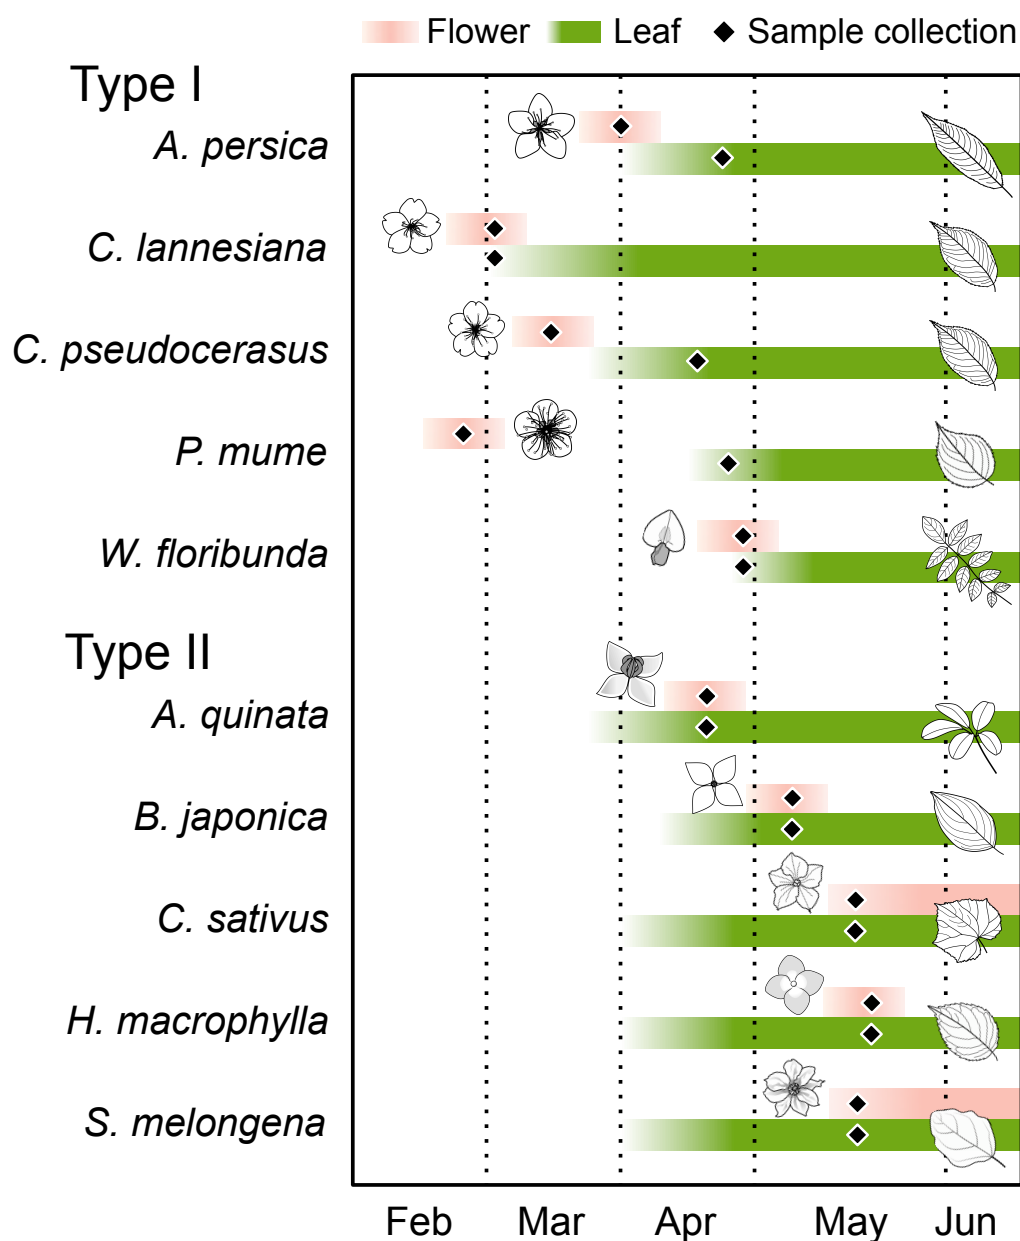 Flower Leaf Sample collection
Type I
A. persica
C. lannesiana
C. pseudocerasus
P. mume
W. floribunda
Type II
A. quinata
B. japonica
C. sativus
H. macrophylla
S. melongena
Feb Mar Apr May Jun